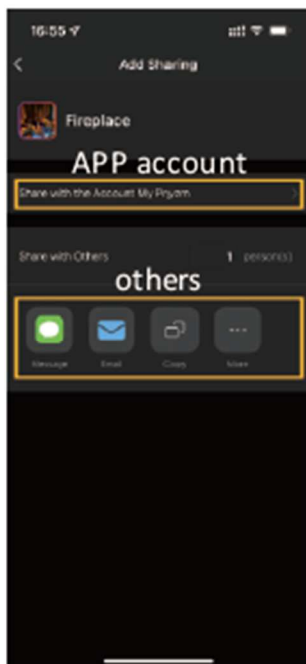 16:55
Add Sharing
Fireplace
APP account
Share with the Account My Pryzm
Share with Others 1 person(s)
others
Message Email Copy More